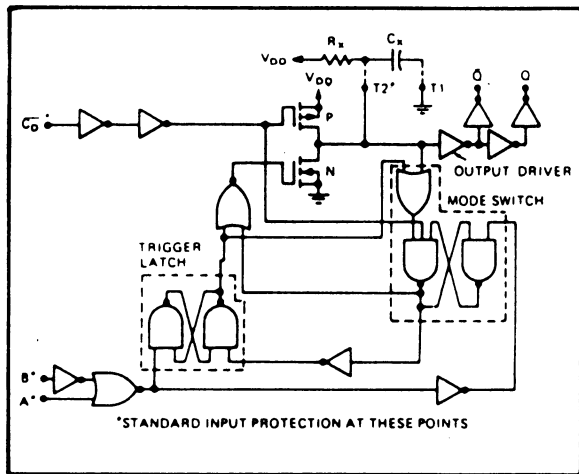 Rx Cx
VDD
VDD T2* T1 Q̄ Q
P
C̄D*
OUTPUT DRIVER
N
MODE SWITCH
TRIGGER
LATCH
B*
A*
*STANDARD INPUT PROTECTION AT THESE POINTS